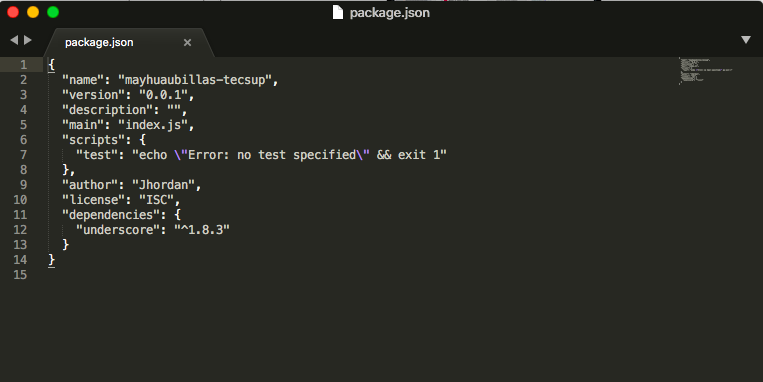 package.json
package.json
1 {
2   "name": "mayhuaubillas-tecsup",
3   "version": "0.0.1",
4   "description": "",
5   "main": "index.js",
6   "scripts": {
7     "test": "echo \"Error: no test specified\" && exit 1"
8   },
9   "author": "Jhordan",
10   "license": "ISC",
11   "dependencies": {
12     "underscore": "^1.8.3"
13   }
14 }
15